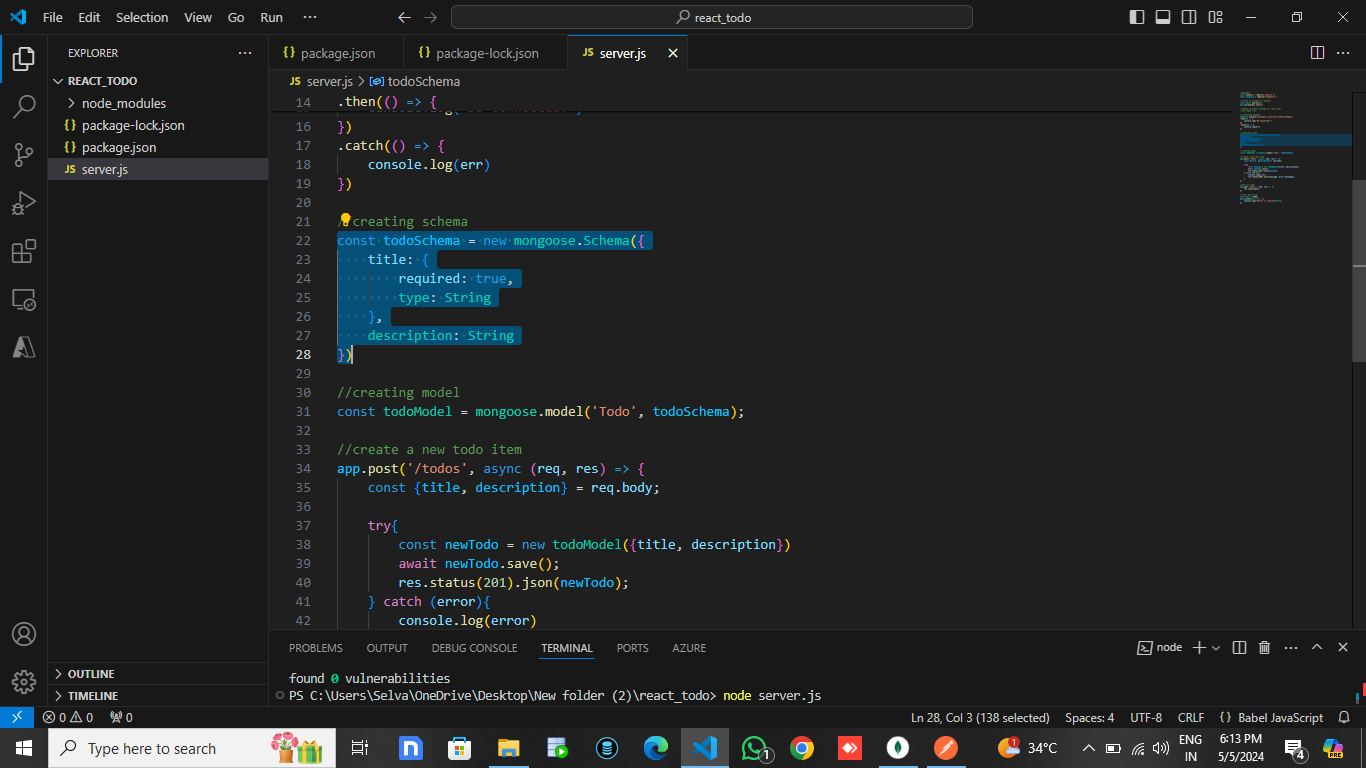 File Edit Selection View Go Run ··· react_todo
EXPLORER ···
REACT_TODO
node_modules
{} package-lock.json
{} package.json
JS server.js
OUTLINE
TIMELINE
{} package.json {} package-lock.json JS server.js
JS server.js > todoSchema
14 .then(() => {
16 })
17 .catch(() => {
18 console.log(err)
19 })
20
21 /creating schema
22 const todoSchema = new mongoose.Schema({
23 title: {
24 required: true,
25 type: String
26 },
27 description: String
28 })
29
30 //creating model
31 const todoModel = mongoose.model('Todo', todoSchema);
32
33 //create a new todo item
34 app.post('/todos', async (req, res) => {
35 const {title, description} = req.body;
36
37 try{
38 const newTodo = new todoModel({title, description})
39 await newTodo.save();
40 res.status(201).json(newTodo);
41 } catch (error){
42 console.log(error)
PROBLEMS OUTPUT DEBUG CONSOLE TERMINAL PORTS AZURE node
found 0 vulnerabilities
PS C:\Users\Selva\OneDrive\Desktop\New folder (2)\react_todo> node server.js
0 0 0 Ln 28, Col 3 (138 selected) Spaces: 4 UTF-8 CRLF {} Babel JavaScript
Type here to search 1 1 34°C ENG IN 6:13 PM 5/5/2024 4 PRE